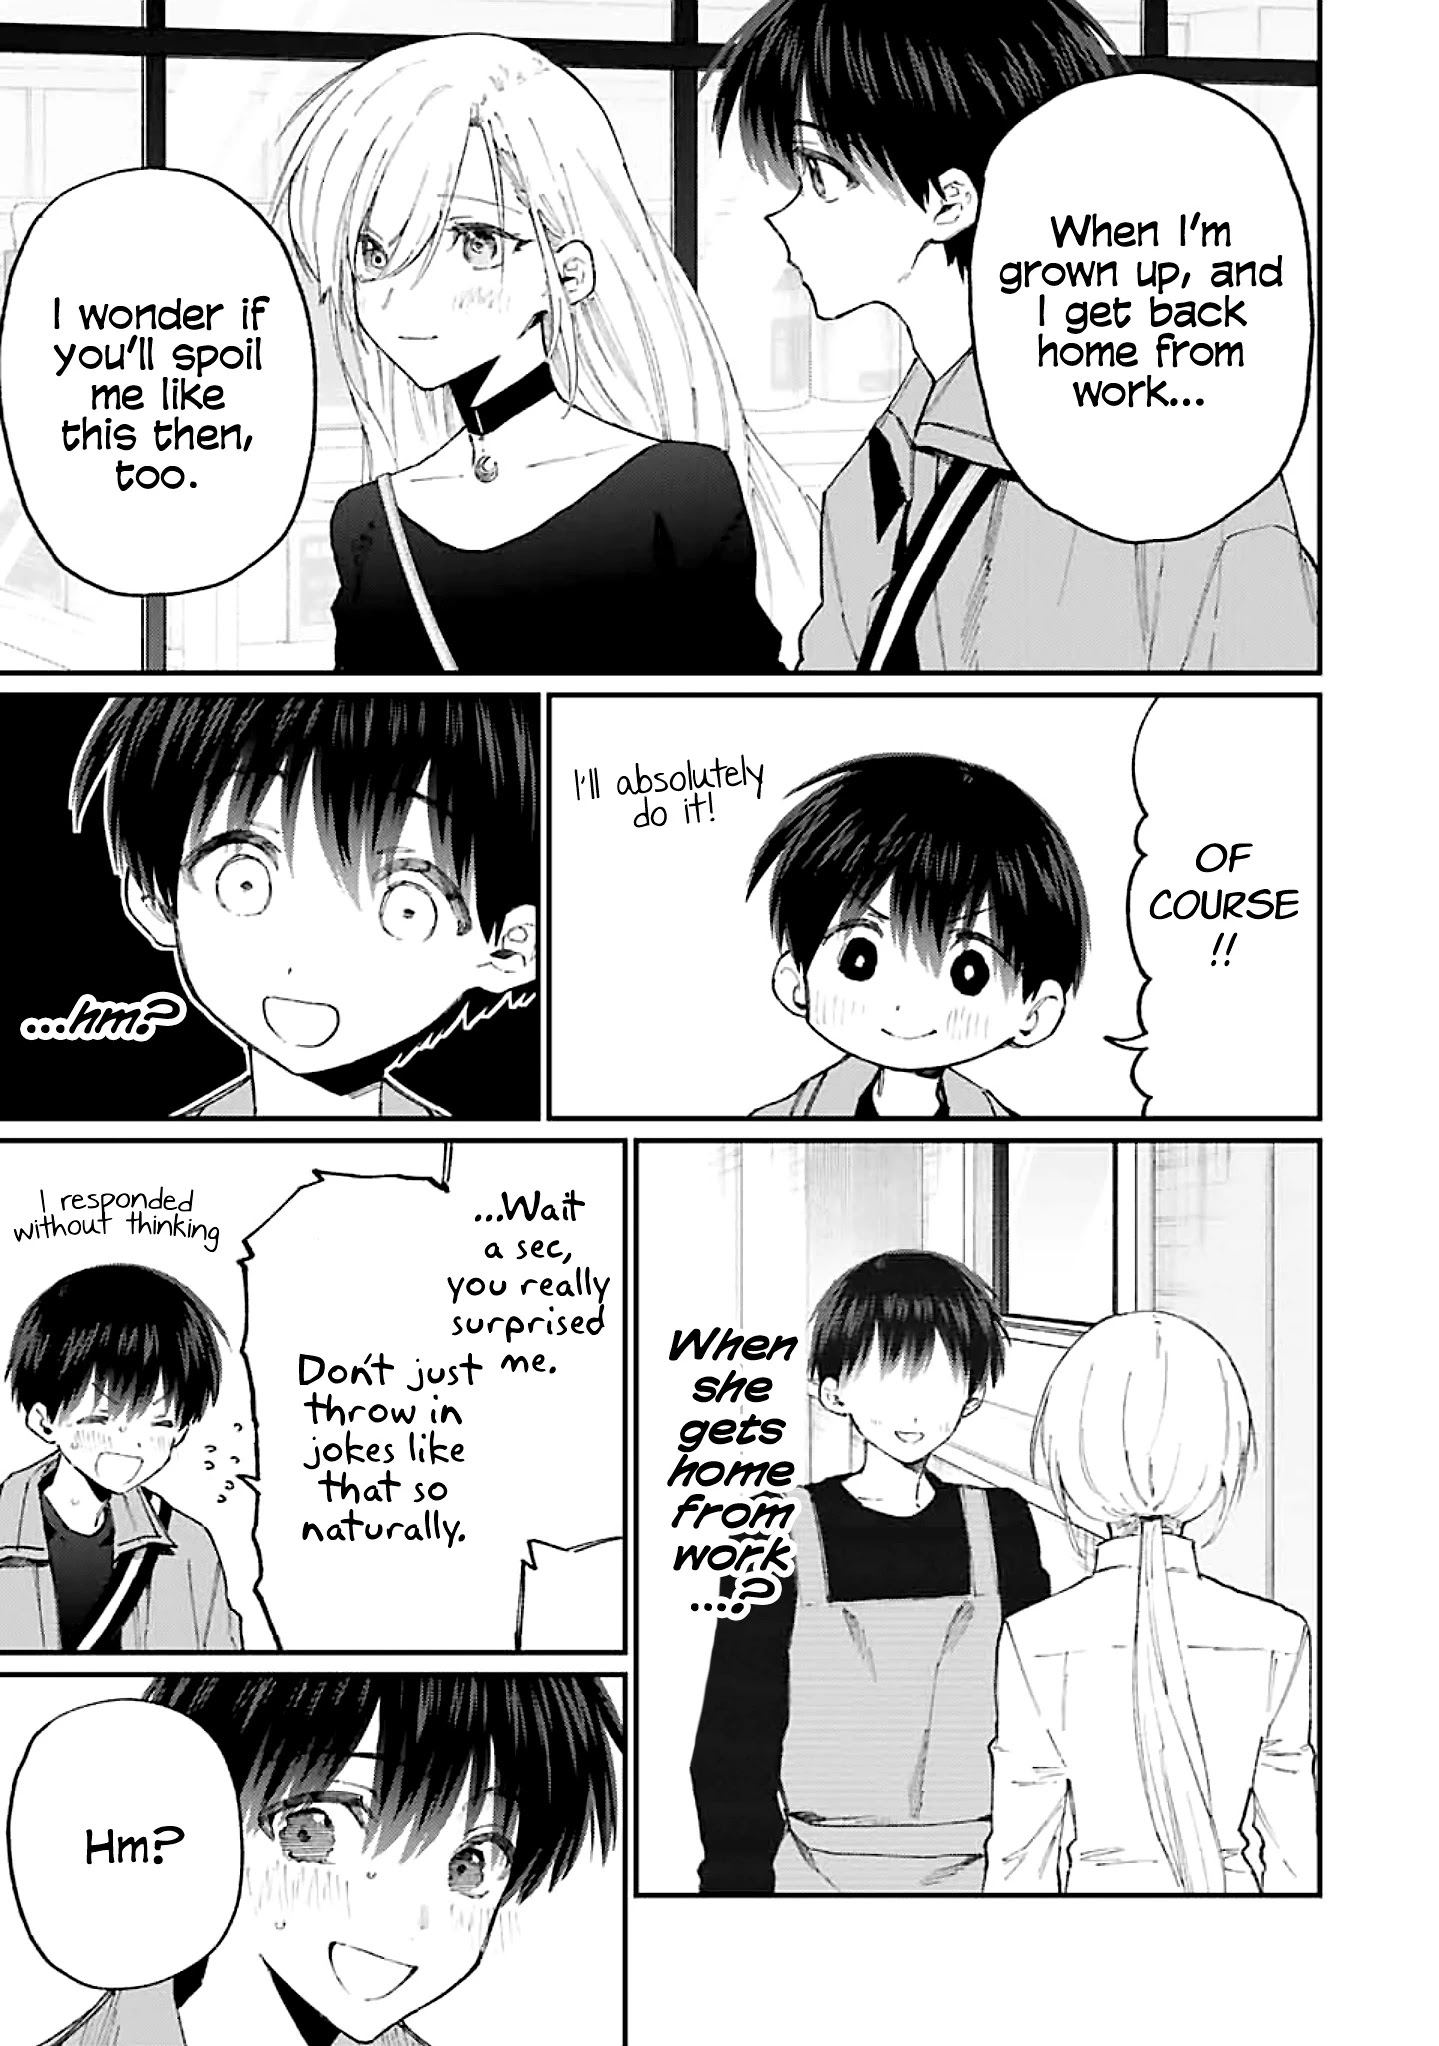 When I'm
grown up, and
I get back
home from
work...
I wonder if
you'll spoil
me like
this then,
too.
OF
COURSE
!!
I'll absolutely
do it!
...hm?
When
she
gets
home
from
work
...?
...Wait
a sec,
you really
surprised
me.
Don't just
throw in
jokes like
that so
naturally.
I responded
without thinking
Hm?